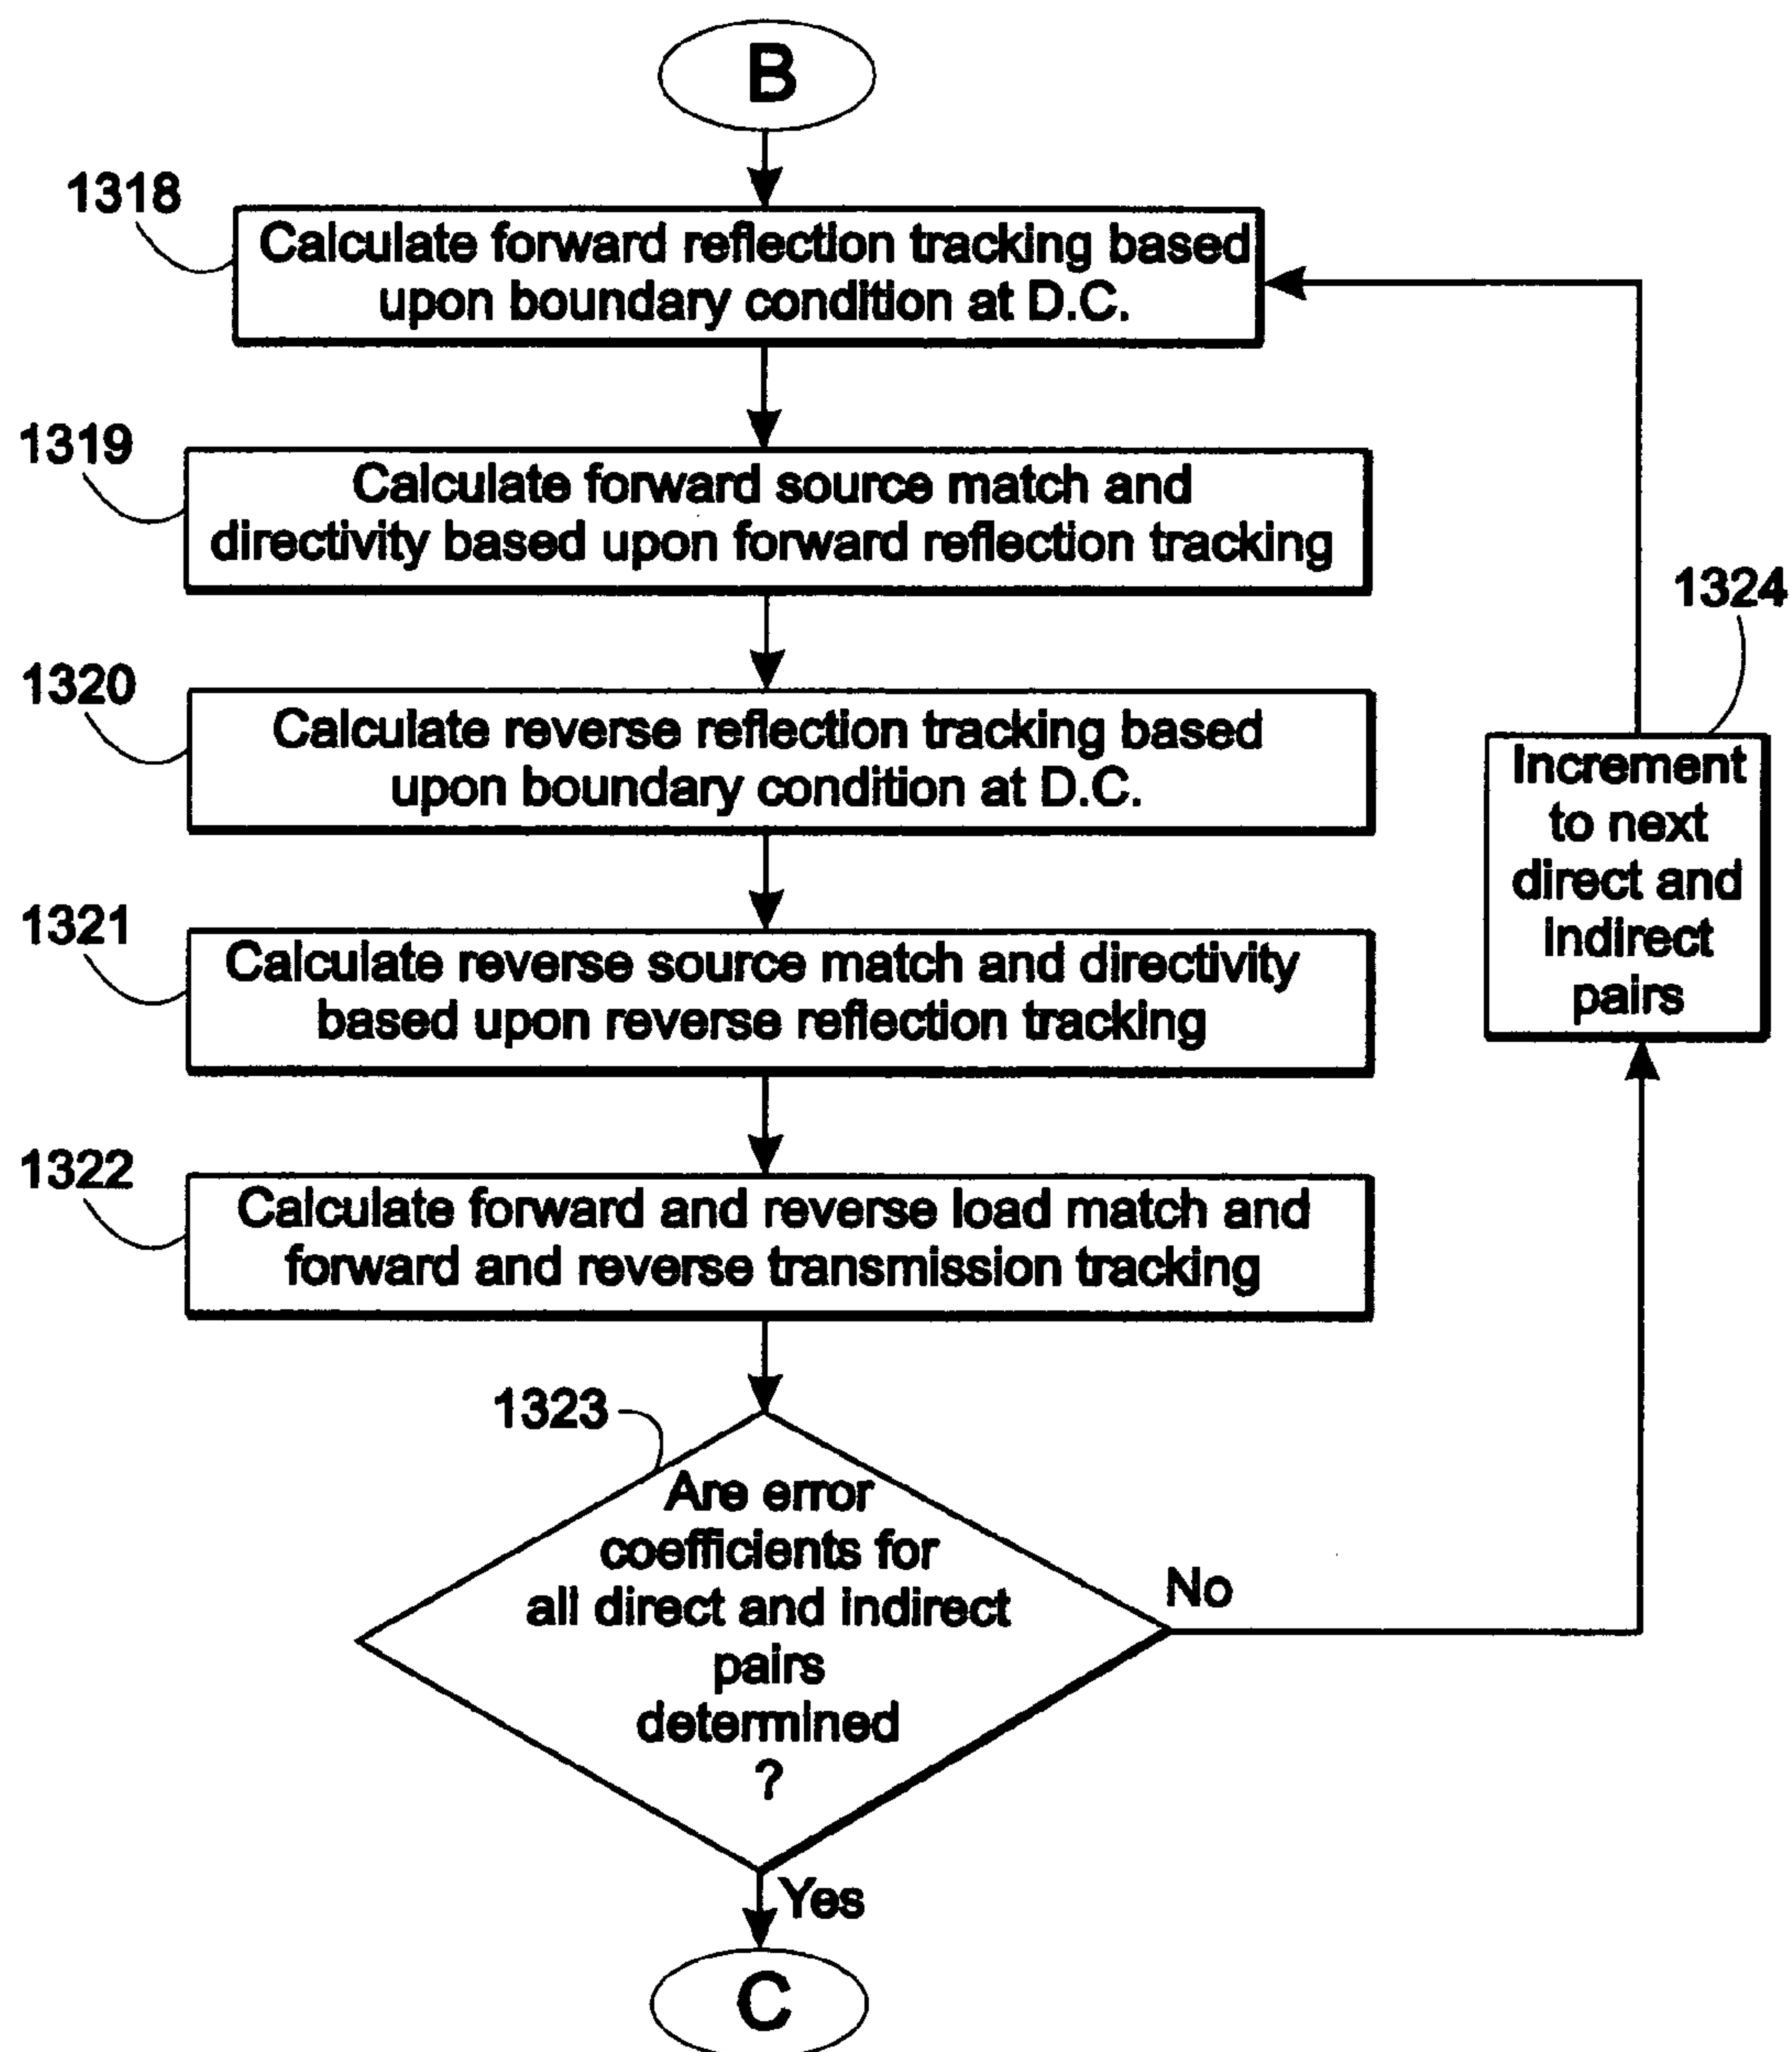 B
1318
Calculate forward reflection tracking based
upon boundary condition at D.C.
1319
Calculate forward source match and
directivity based upon forward reflection tracking
1320
Calculate reverse reflection tracking based
upon boundary condition at D.C.
1321
Calculate reverse source match and directivity
based upon reverse reflection tracking
1322
Calculate forward and reverse load match and
forward and reverse transmission tracking
1323
Are error
coefficients for
all direct and indirect
pairs
determined
?
No
1324
Increment
to next
direct and
indirect
pairs
Yes
C